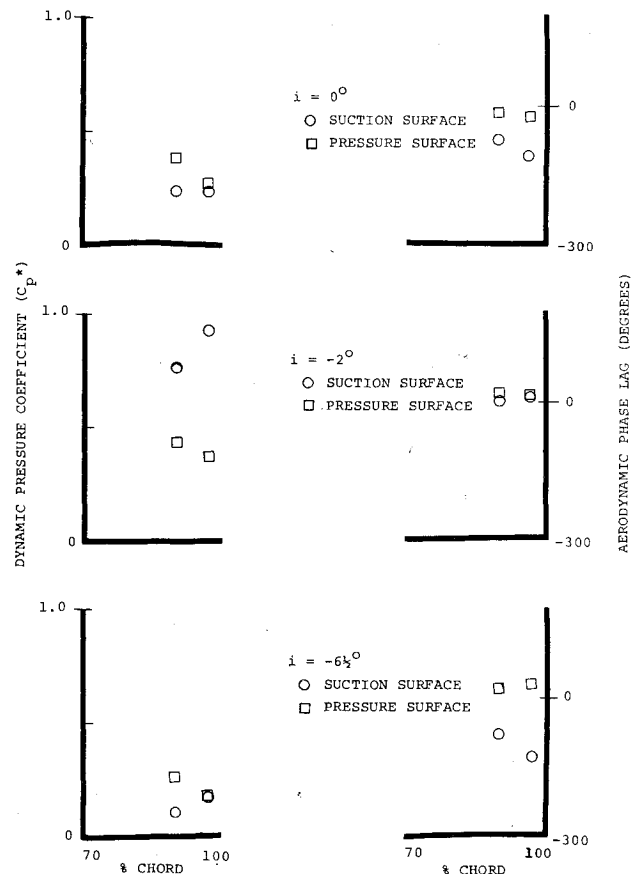 DYNAMIC PRESSURE COEFFICIENT (Cp*)
AERODYNAMIC PHASE LAG (DEGREES)
1.0
0
i = 0°
○ SUCTION SURFACE
□ PRESSURE SURFACE
0
-300
1.0
0
i = -2°
○ SUCTION SURFACE
□ PRESSURE SURFACE
0
-300
1.0
0
i = -6½°
○ SUCTION SURFACE
□ PRESSURE SURFACE
0
-300
70 100
% CHORD
70 100
% CHORD